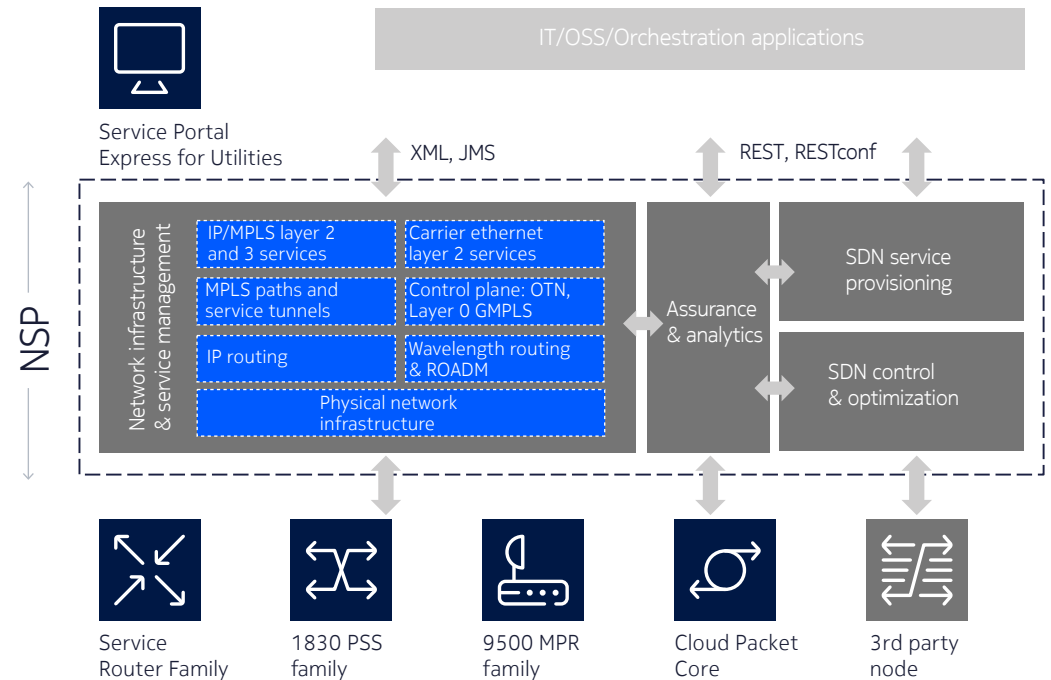 IT/OSS/Orchestration applications
Service Portal
Express for Utilities
XML, JMS
REST, RESTconf
NSP
Network infrastructure
& service management
IP/MPLS layer 2
and 3 services
Carrier ethernet
layer 2 services
MPLS paths and
service tunnels
Control plane: OTN,
Layer 0 GMPLS
IP routing
Wavelength routing
& ROADM
Physical network
infrastructure
Assurance
& analytics
SDN service
provisioning
SDN control
& optimization
Service
Router Family
1830 PSS
family
9500 MPR
family
Cloud Packet
Core
3rd party
node